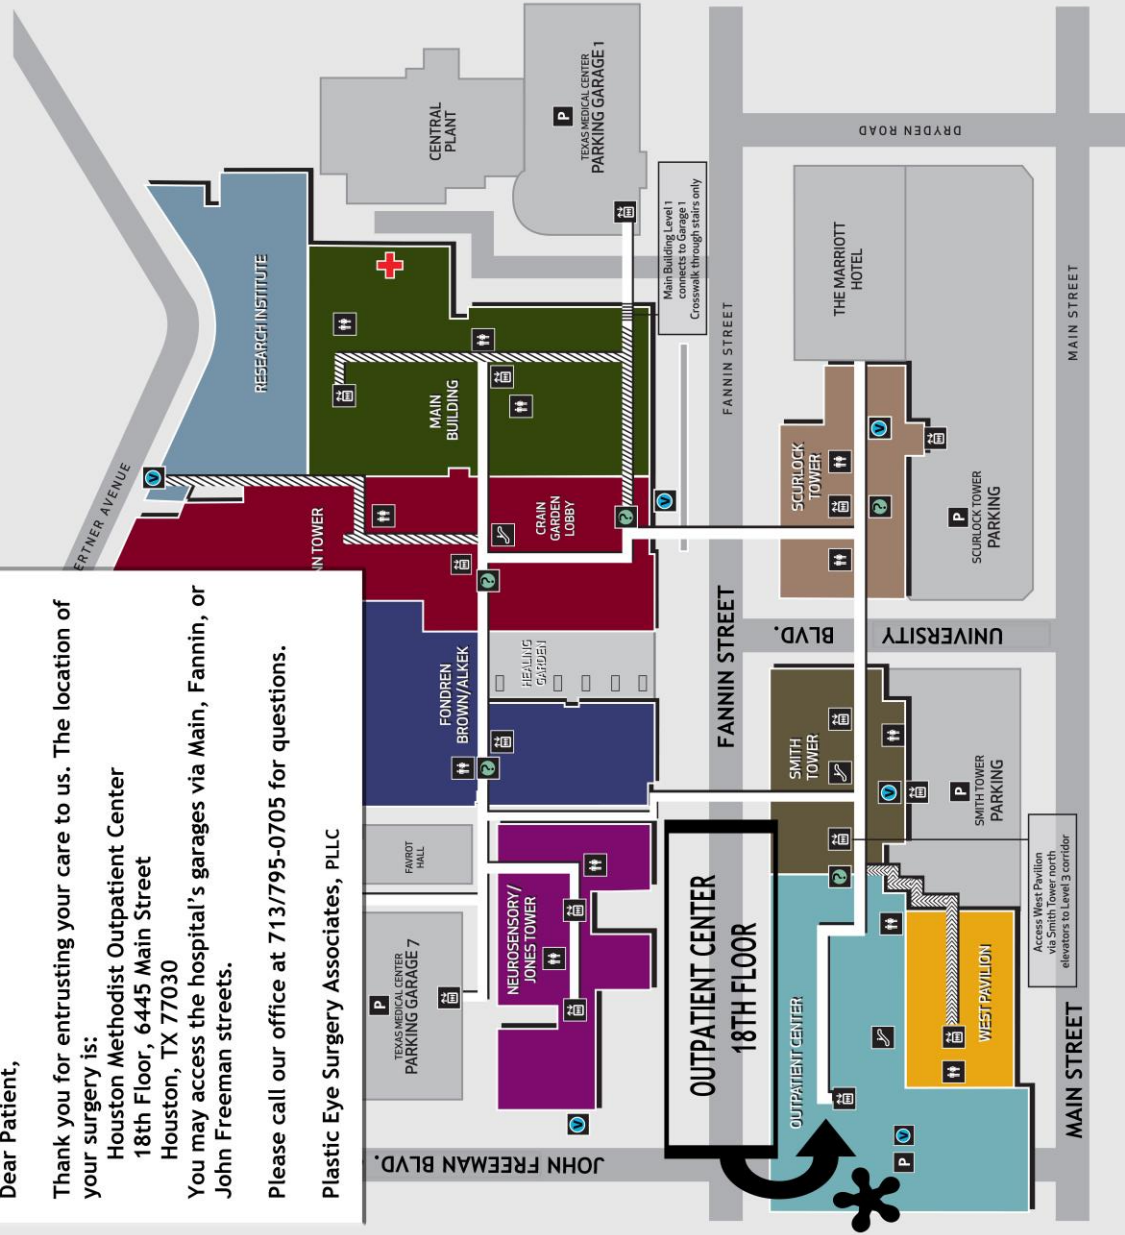 Dear Patient,
Thank you for entrusting your care to us. The location of
your surgery is:
Houston Methodist Outpatient Center
18th Floor, 6445 Main Street
Houston, TX 77030
You may access the hospital's garages via Main, Fannin, or
John Freeman streets.
Please call our office at 713/795-0705 for questions.
Plastic Eye Surgery Associates, PLLC
ERTNER AVENUE
RESEARCH INSTITUTE
CENTRAL
PLANT
P
TEXAS MEDICAL CENTER
PARKING GARAGE 1
V
NN TOWER
MAIN
BUILDING
FONDREN
BROWN/ALKEK
CRAIN
GARDEN
LOBBY
?
?
?
V
HEALING
GARDEN
FAVROT
HALL
P
TEXAS MEDICAL CENTER
PARKING GARAGE 7
NEUROSENSORY/
JONES TOWER
V
Main Building Level 1
connects to Garage 1
Crosswalk through stairs only
JOHN FREEMAN BLVD.
OUTPATIENT CENTER
18TH FLOOR
FANNIN STREET
FANNIN STREET
DRYDEN ROAD
UNIVERSITY BLVD.
OUTPATIENT CENTER
SMITH
TOWER
SCURLOCK
TOWER
THE MARRIOTT
HOTEL
?
V
?
V
P
V
WEST PAVILION
P
SMITH TOWER
PARKING
P
SCURLOCK TOWER
PARKING
Access West Pavilion
via Smith Tower north
elevators to Level 3 corridor
MAIN STREET
MAIN STREET